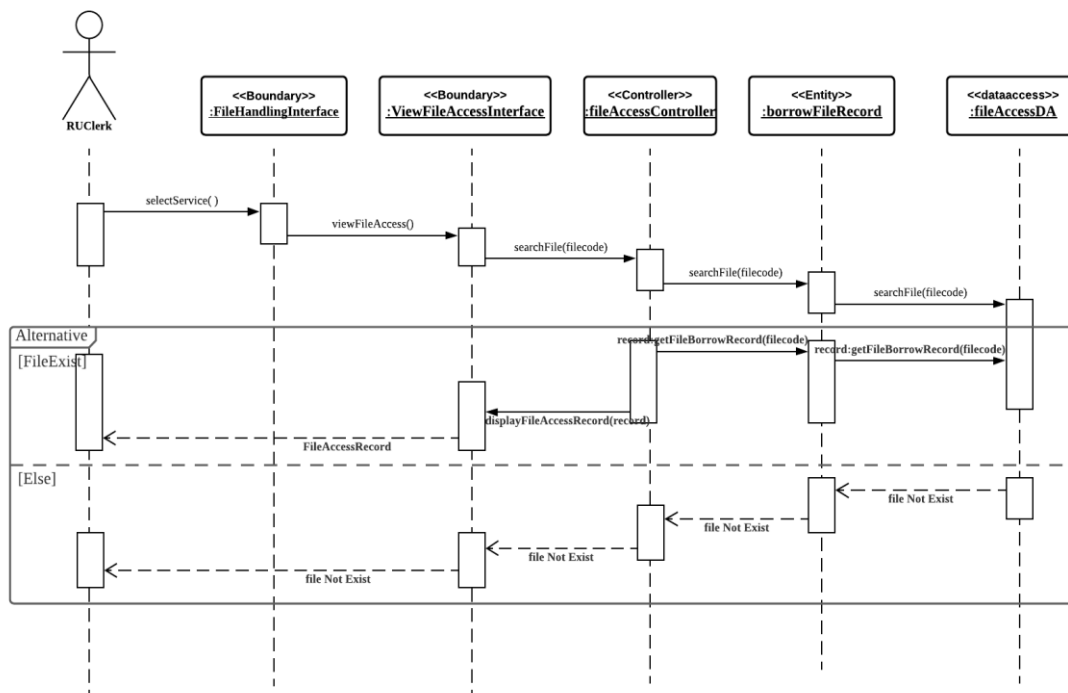 RUClerk
<<Boundary>>
:FileHandlingInterface
<<Boundary>>
:ViewFileAccessInterface
<<Controller>>
:fileAccessController
<<Entity>>
:borrowFileRecord
<<dataaccess>>
:fileAccessDA
selectService( )
viewFileAccess()
searchFile(filecode)
searchFile(filecode)
searchFile(filecode)
Alternative
[FileExist]
record:getFileBorrowRecord(filecode)
record:getFileBorrowRecord(filecode)
displayFileAccessRecord(record)
FileAccessRecord
[Else]
file Not Exist
file Not Exist
file Not Exist
file Not Exist